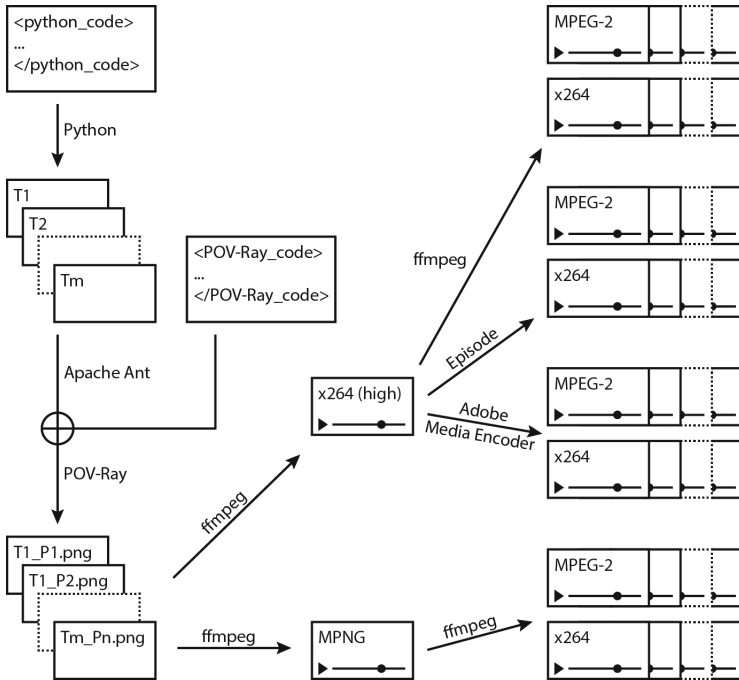 <python_code>
...
</python_code>
Python
T1
T2
Tm
<POV-Ray_code>
...
</POV-Ray_code>
Apache Ant
POV-Ray
T1_P1.png
T1_P2.png
Tm_Pn.png
ffmpeg
x264 (high)
ffmpeg
MPNG
ffmpeg
Episode
Adobe
Media Encoder
ffmpeg
MPEG-2
x264
MPEG-2
x264
MPEG-2
x264
MPEG-2
x264